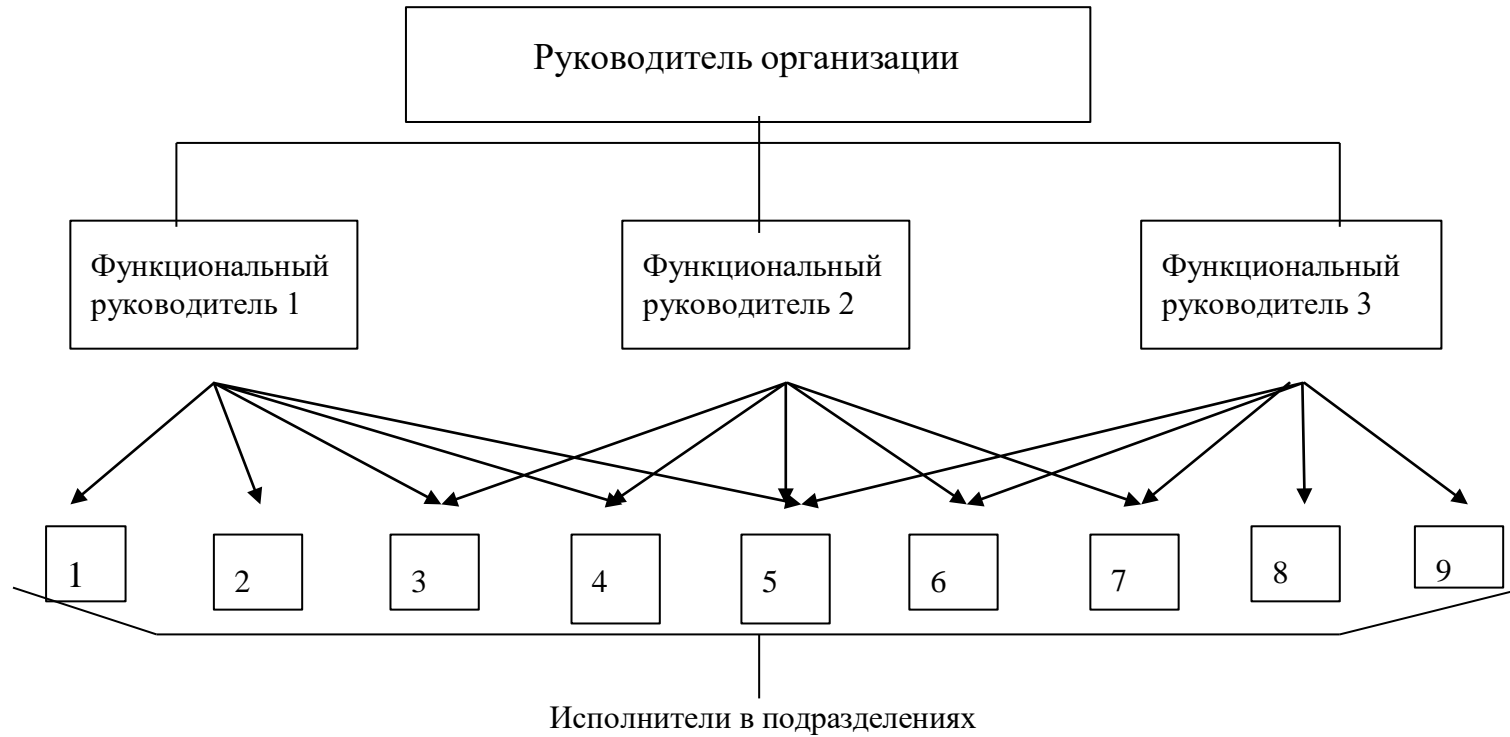 Руководитель организации
Функциональный
руководитель 1
Функциональный
руководитель 2
Функциональный
руководитель 3
1
2
3
4
5
6
7
8
9
Исполнители в подразделениях